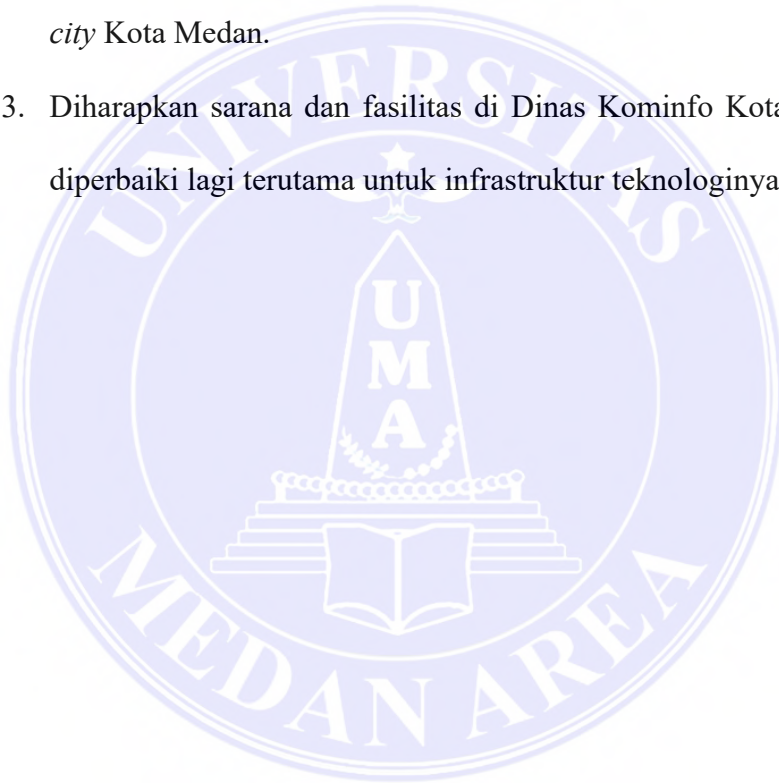 city Kota Medan.
3. Diharapkan sarana dan fasilitas di Dinas Kominfo Kota
diperbaiki lagi terutama untuk infrastruktur teknologinya
UNIVERSITAS
U
M
A
MEDAN AREA